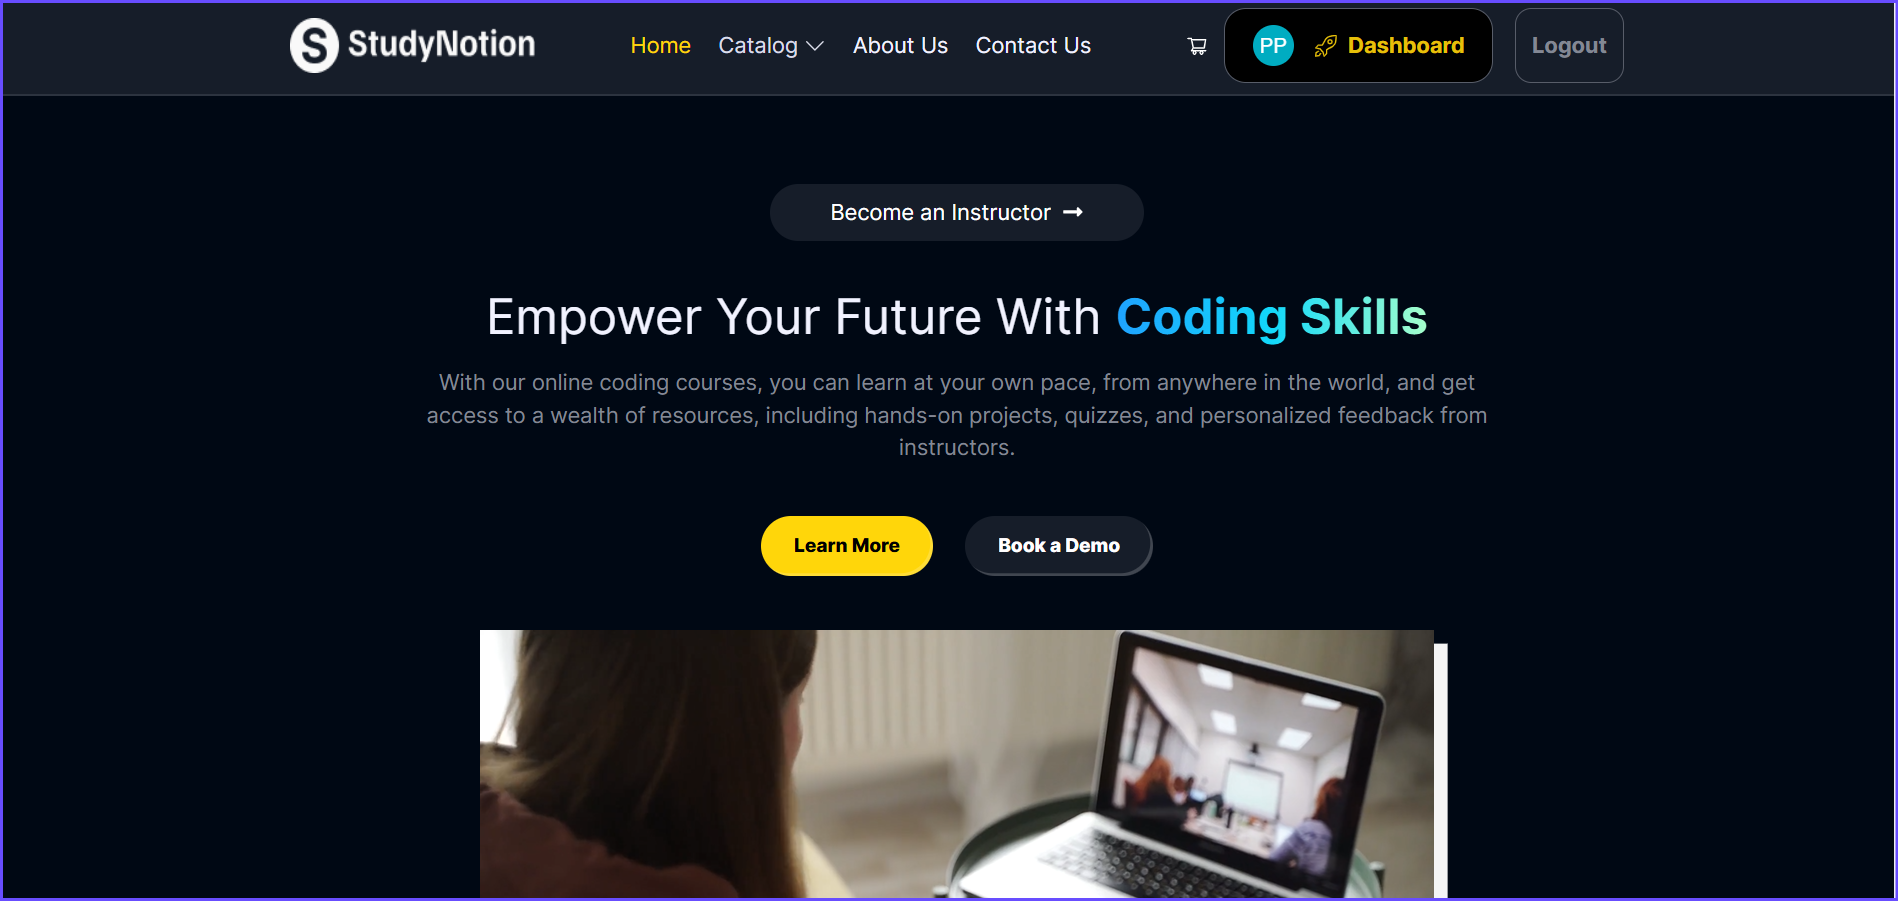 S StudyNotion
Home Catalog About Us Contact Us
PP Dashboard
Logout
Become an Instructor →
Empower Your Future With Coding Skills
With our online coding courses, you can learn at your own pace, from anywhere in the world, and get
access to a wealth of resources, including hands-on projects, quizzes, and personalized feedback from
instructors.
Learn More
Book a Demo